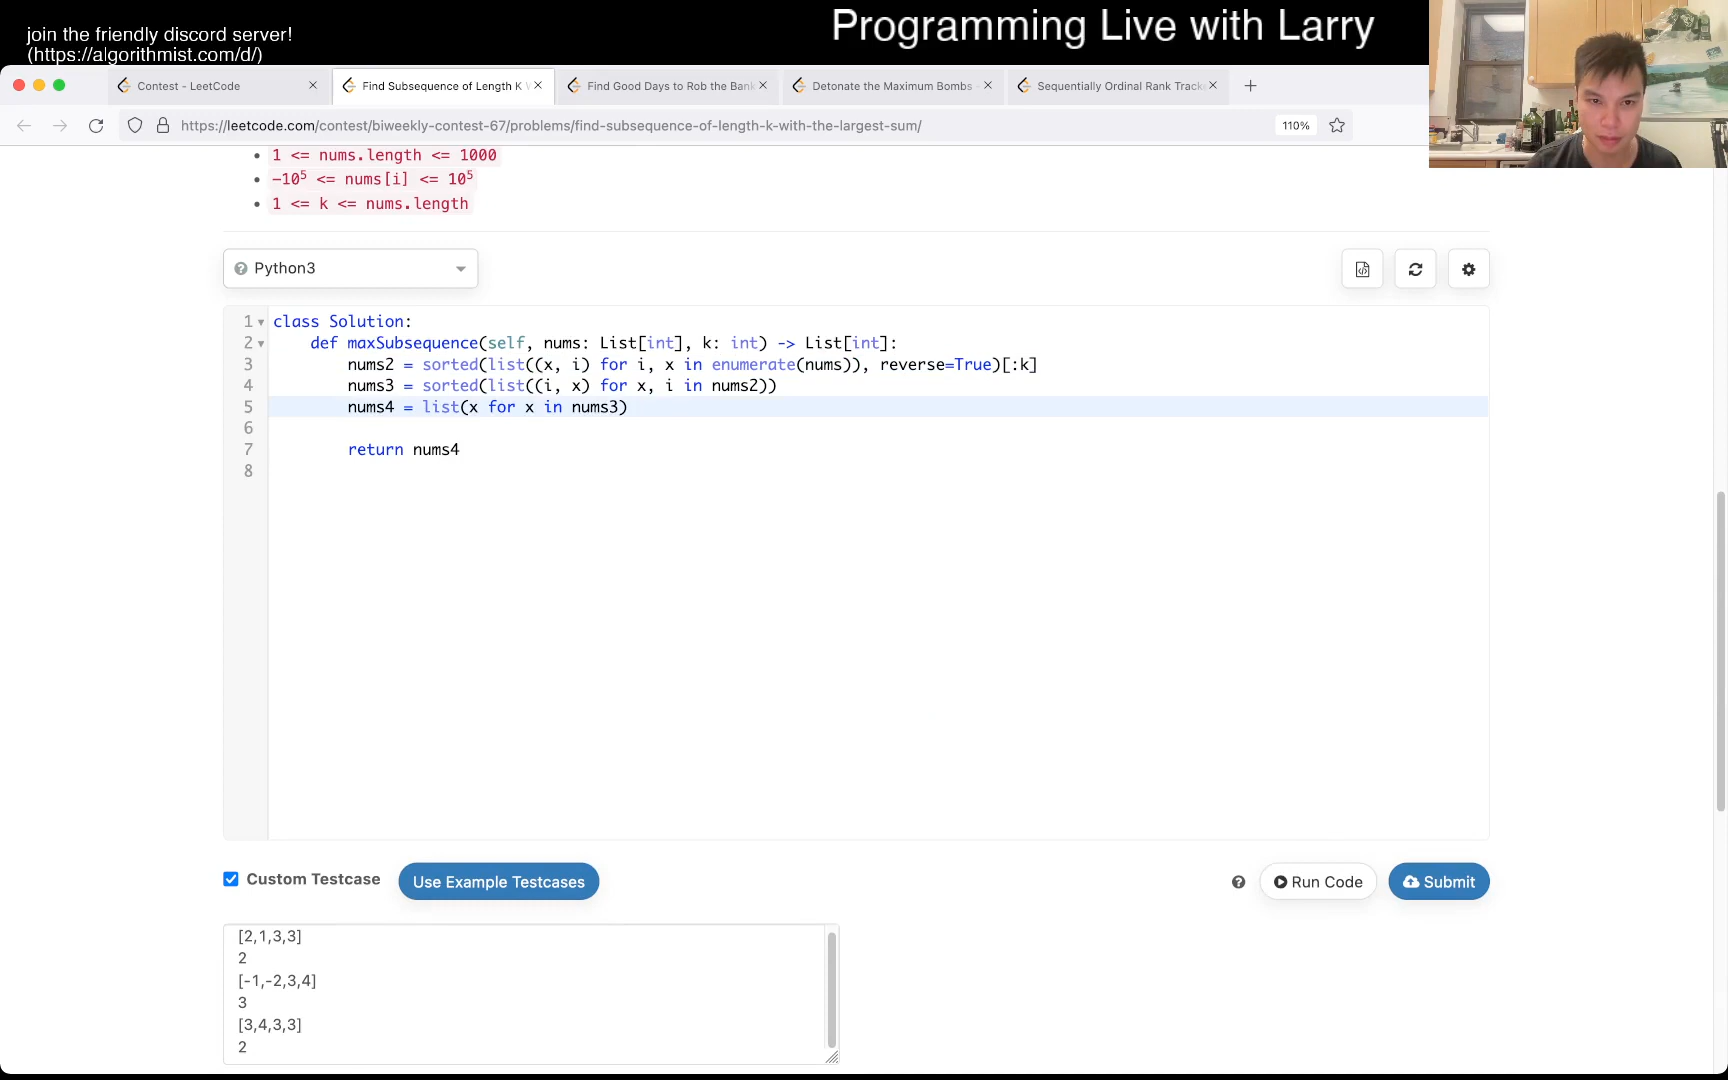 join the friendly discord server!
(https://algorithmist.com/d/)
Programming Live with Larry
Contest - LeetCode
Find Subsequence of Length K W
Find Good Days to Rob the Bank
Detonate the Maximum Bombs -
Sequentially Ordinal Rank Tracke
https://leetcode.com/contest/biweekly-contest-67/problems/find-subsequence-of-length-k-with-the-largest-sum/
110%
1 <= nums.length <= 1000
-10⁵ <= nums[i] <= 10⁵
1 <= k <= nums.length
Python3
1 class Solution:
2     def maxSubsequence(self, nums: List[int], k: int) -> List[int]:
3         nums2 = sorted(list((x, i) for i, x in enumerate(nums)), reverse=True)[:k]
4         nums3 = sorted(list((i, x) for x, i in nums2))
5         nums4 = list(x for x in nums3)
6
7         return nums4
8
Custom Testcase
Use Example Testcases
Run Code
Submit
[2,1,3,3]
2
[-1,-2,3,4]
3
[3,4,3,3]
2